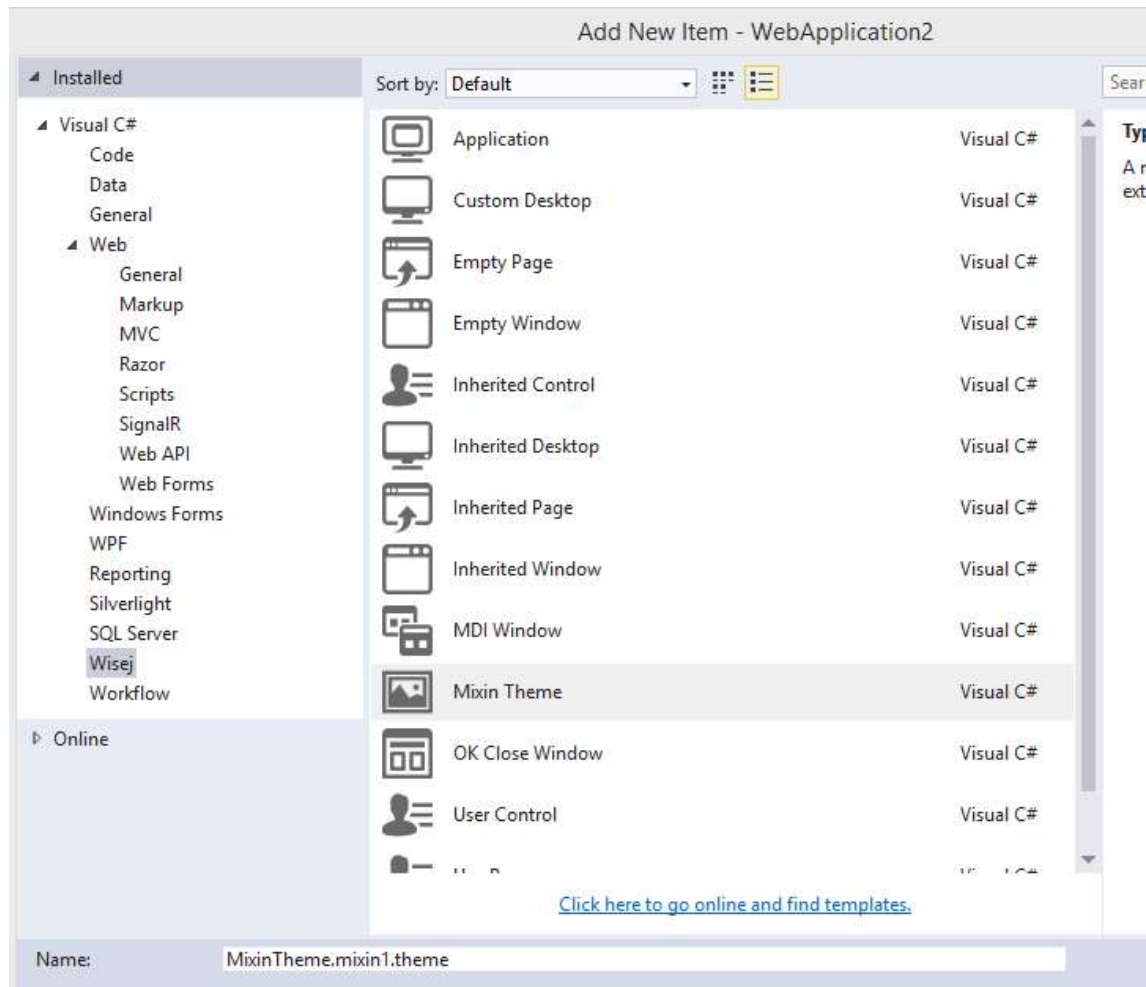 Add New Item - WebApplication2
Installed
Sort by: Default
Sear
Visual C#
Code
Data
General
Web
General
Markup
MVC
Razor
Scripts
SignalR
Web API
Web Forms
Windows Forms
WPF
Reporting
Silverlight
SQL Server
Wisej
Workflow
Online
Application Visual C#
Custom Desktop Visual C#
Empty Page Visual C#
Empty Window Visual C#
Inherited Control Visual C#
Inherited Desktop Visual C#
Inherited Page Visual C#
Inherited Window Visual C#
MDI Window Visual C#
Mixin Theme Visual C#
OK Close Window Visual C#
User Control Visual C#
Click here to go online and find templates.
Typ
A
ext
Name: MixinTheme.mixin1.theme